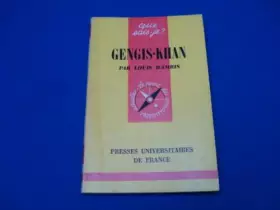 que
sais-je?
GENGIS-KHAN
PAR LOUIS HAMBIS
PRESSES UNIVERSITAIRES
DE FRANCE